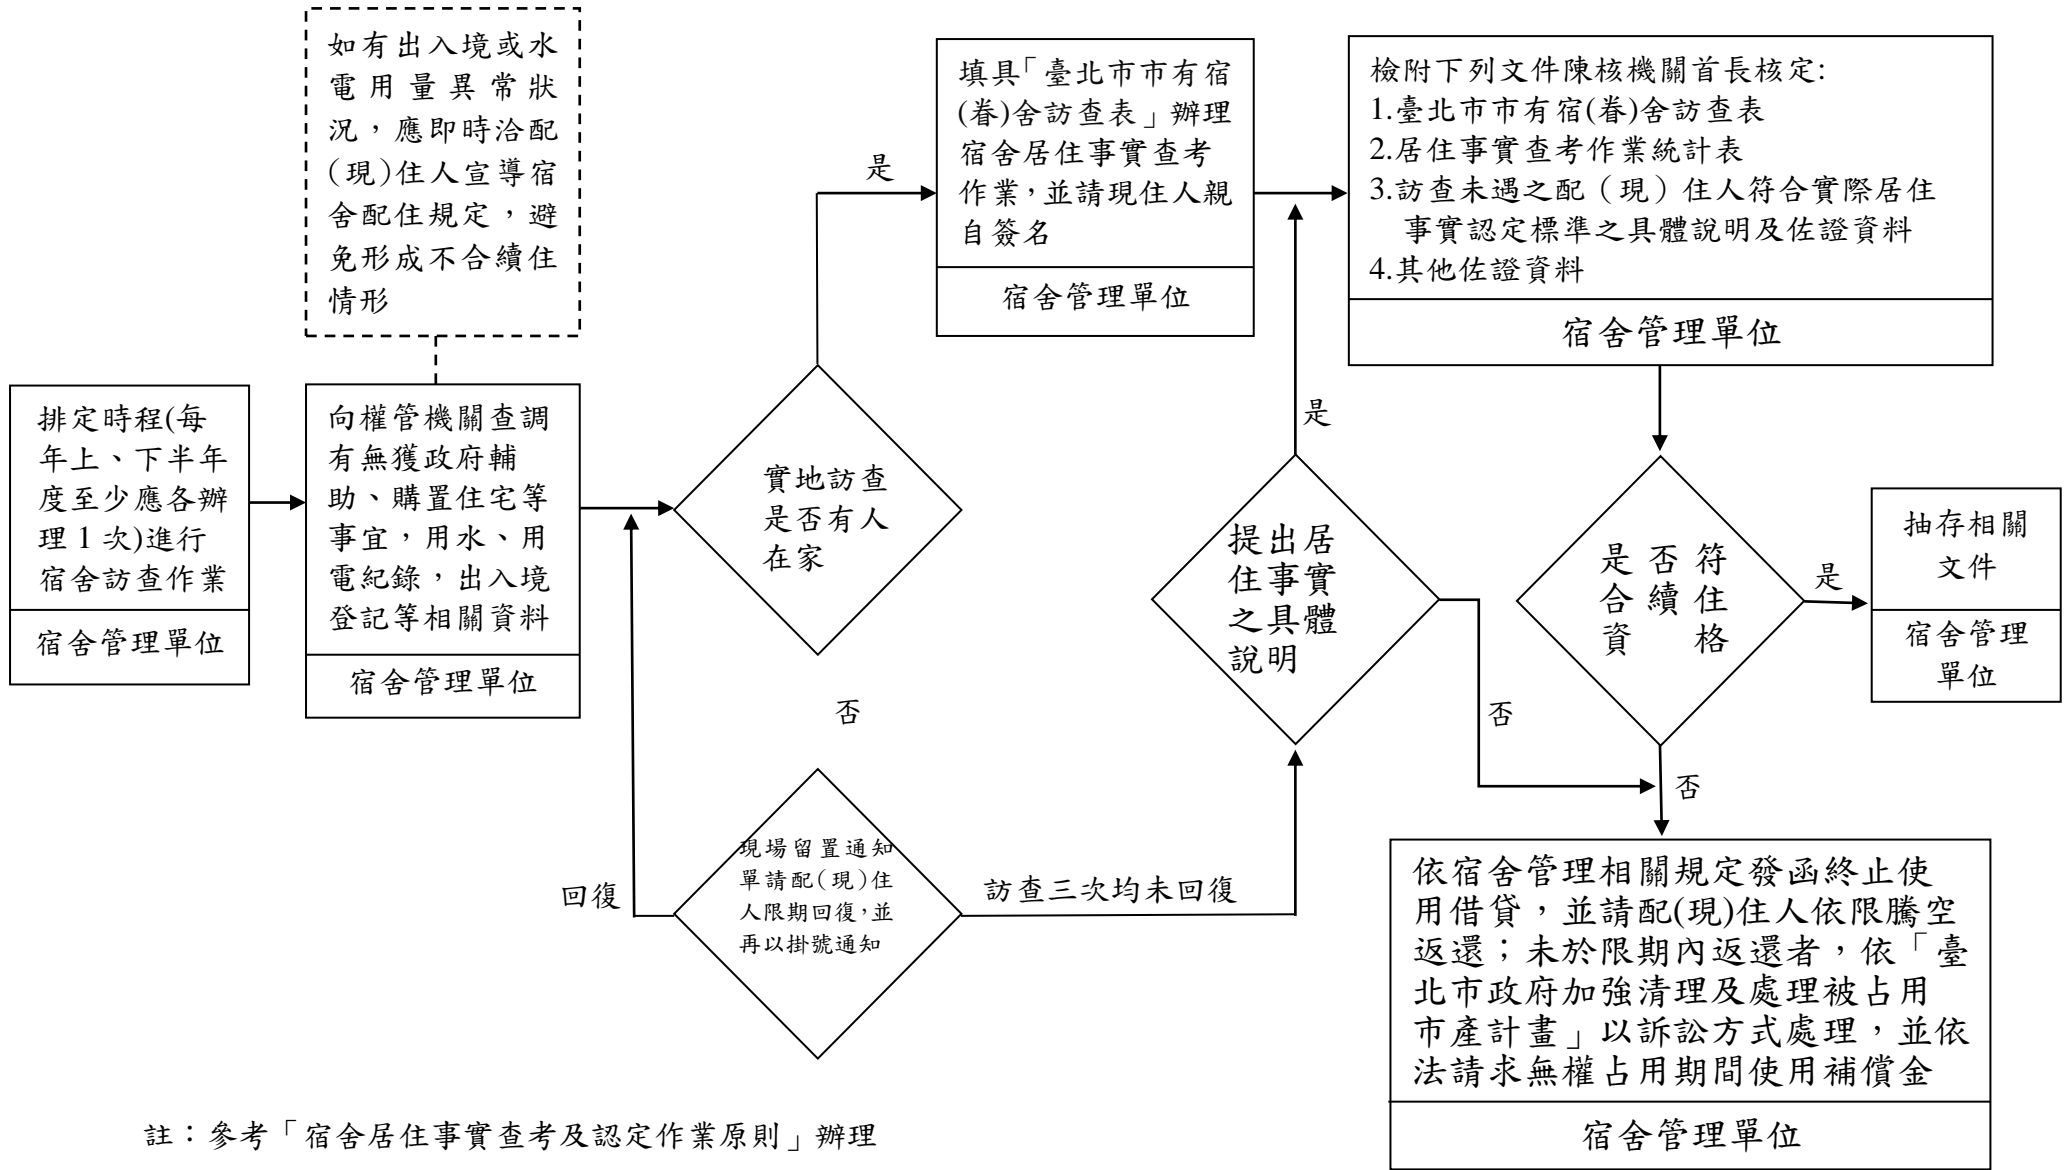 如有出入境或水
電用量異常狀
況，應即時洽配
(現)住人宣導宿
舍配住規定，避
免形成不合續住
情形
排定時程(每
年上、下半年
度至少應各辦
理 1 次)進行
宿舍訪查作業
宿舍管理單位
向權管機關查調
有無獲政府輔
助、購置住宅等
事宜，用水、用
電紀錄，出入境
登記等相關資料
宿舍管理單位
實地訪查
是否有人
在家
是
否
填具「臺北市市有宿
(眷)舍訪查表」辦理
宿舍居住事實查考
作業，並請現住人親
自簽名
宿舍管理單位
現場留置通知
單請配(現)住
人限期回復，並
再以掛號通知
回復
訪查三次均未回復
提出居
住事實
之具體
說明
是
否
檢附下列文件陳核機關首長核定:
1.臺北市市有宿(眷)舍訪查表
2.居住事實查考作業統計表
3.訪查未遇之配（現）住人符合實際居住
事實認定標準之具體說明及佐證資料
4.其他佐證資料
宿舍管理單位
是否符
合續住
資格
是
否
抽存相關
文件
宿舍管理
單位
依宿舍管理相關規定發函終止使
用借貸，並請配(現)住人依限騰空
返還；未於限期內返還者，依「臺
北市政府加強清理及處理被占用
市產計畫」以訴訟方式處理，並依
法請求無權占用期間使用補償金
宿舍管理單位
註：參考「宿舍居住事實查考及認定作業原則」辦理